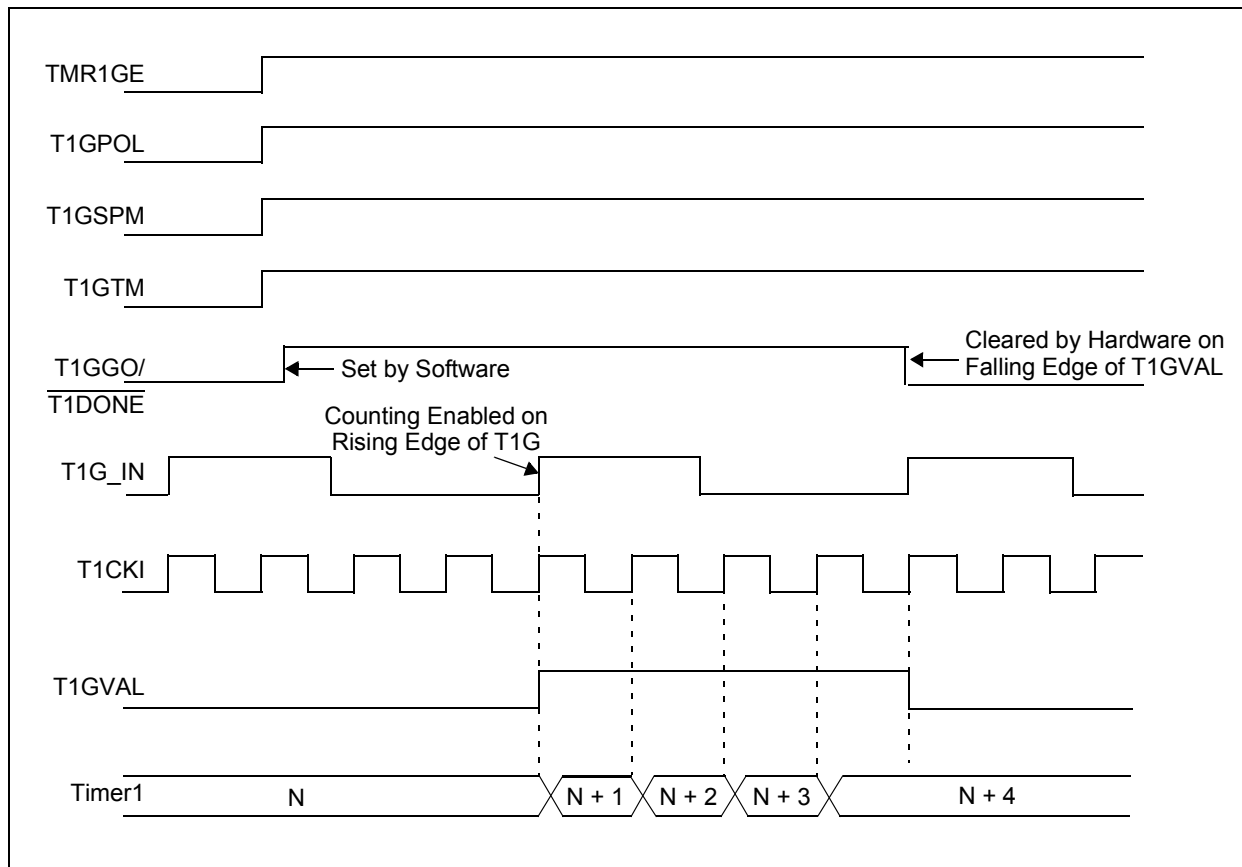 TMR1GE
T1GPOL
T1GSPM
T1GTM
T1GGO/
T1DONE
Set by Software
Cleared by Hardware on
Falling Edge of T1GVAL
Counting Enabled on
Rising Edge of T1G
T1G_IN
T1CKI
T1GVAL
Timer1
N
N + 1
N + 2
N + 3
N + 4